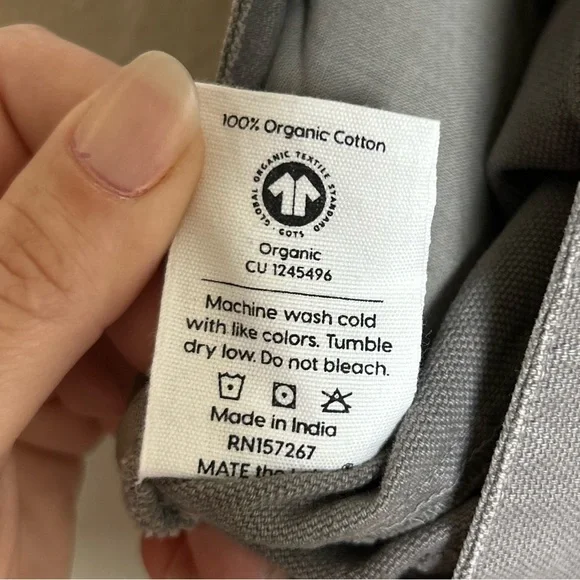 100% Organic Cotton
GLOBAL ORGANIC TEXTILE STANDARD · GOTS ·
Organic
CU 1245496
Machine wash cold
with like colors. Tumble
dry low. Do not bleach.
Made in India
RN157267
MATE the